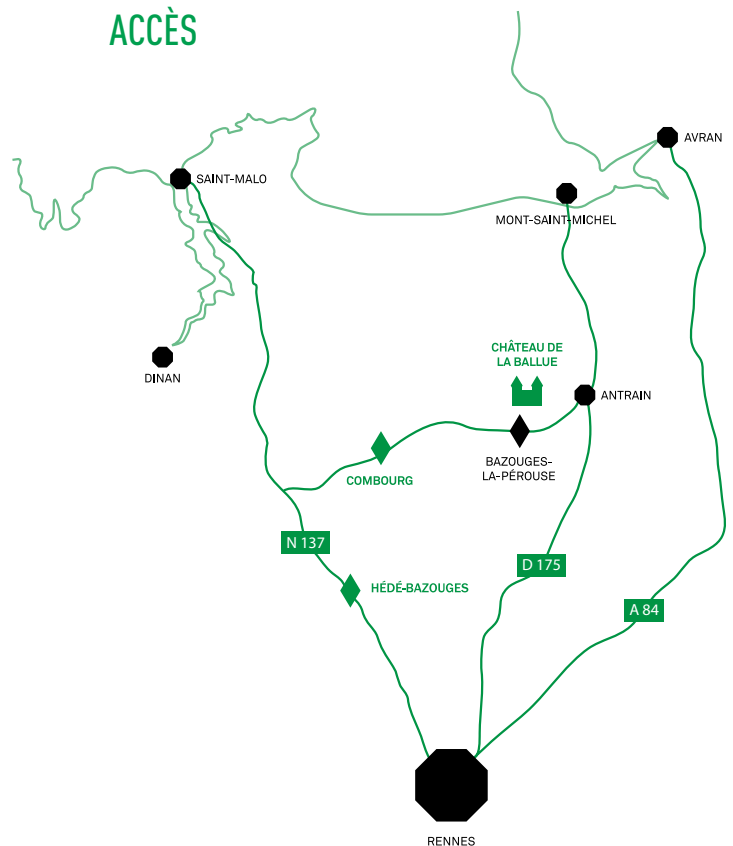 ACCÈS
AVRAN
SAINT-MALO
MONT-SAINT-MICHEL
CHÂTEAU DE
LA BALLUE
DINAN
ANTRAIN
BAZOUGES-
LA-PÉROUSE
COMBOURG
N 137
D 175
HÉDÉ-BAZOUGES
A 84
RENNES